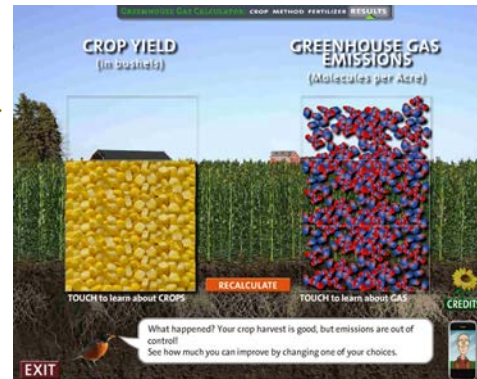 GREENHOUSE GAS CALCULATOR CROP METHOD FERTILIZER RESULTS
CROP YIELD
(in bushels)
GREENHOUSE GAS
EMISSIONS
(Molecules per Acre)
RECALCULATE
TOUCH to learn about CROPS
TOUCH to learn about GAS
CREDITS
What happened? Your crop harvest is good, but emissions are out of
control!
See how much you can improve by changing one of your choices.
EXIT